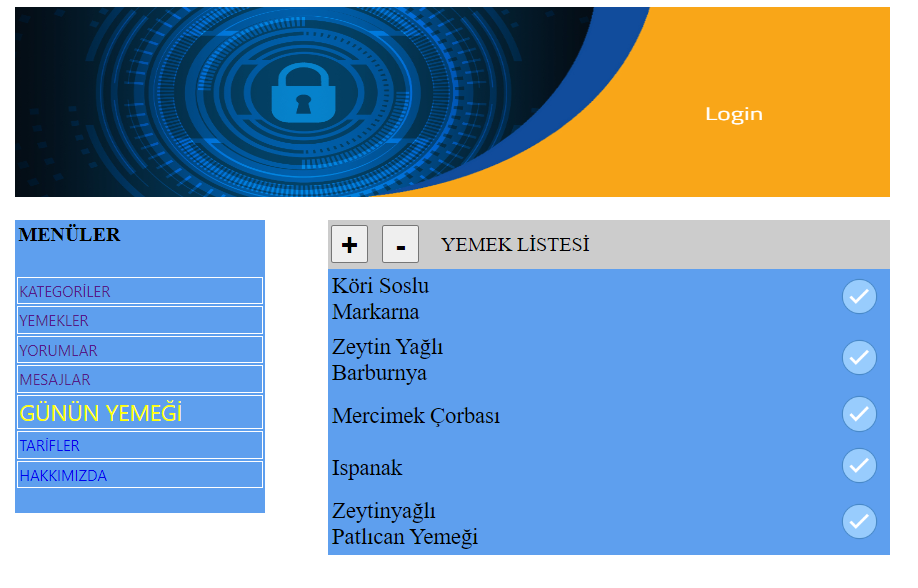 Login
MENÜLER
KATEGORİLER
YEMEKLER
YORUMLAR
MESAJLAR
GÜNÜN YEMEĞİ
TARİFLER
HAKKIMIZDA
+ - YEMEK LİSTESİ
Köri Soslu
Markarna
Zeytin Yağlı
Barburnya
Mercimek Çorbası
Ispanak
Zeytinyağlı
Patlıcan Yemeği